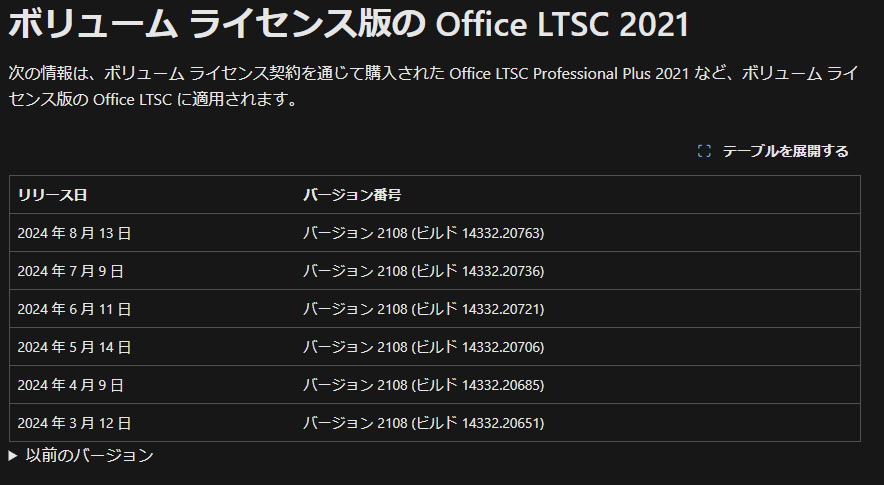 ボリューム ライセンス版の Office LTSC 2021
次の情報は、ボリューム ライセンス契約を通じて購入された Office LTSC Professional Plus 2021 など、ボリューム ライ
センス版の Office LTSC に適用されます。
テーブルを展開する
リリース日 バージョン番号
2024 年 8 月 13 日 バージョン 2108 (ビルド 14332.20763)
2024 年 7 月 9 日 バージョン 2108 (ビルド 14332.20736)
2024 年 6 月 11 日 バージョン 2108 (ビルド 14332.20721)
2024 年 5 月 14 日 バージョン 2108 (ビルド 14332.20706)
2024 年 4 月 9 日 バージョン 2108 (ビルド 14332.20685)
2024 年 3 月 12 日 バージョン 2108 (ビルド 14332.20651)
▶ 以前のバージョン